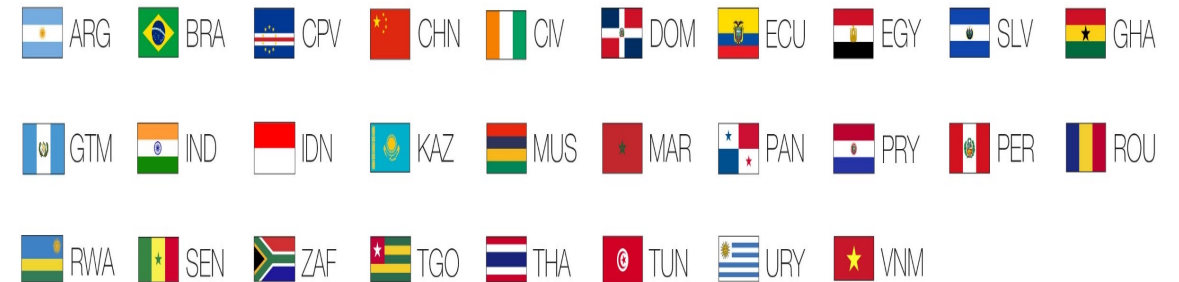 ARG BRA CPV CHN CIV DOM ECU EGY SLV GHA
GTM IND IDN KAZ MUS MAR PAN PRY PER ROU
RWA SEN ZAF TGO THA TUN URY VNM